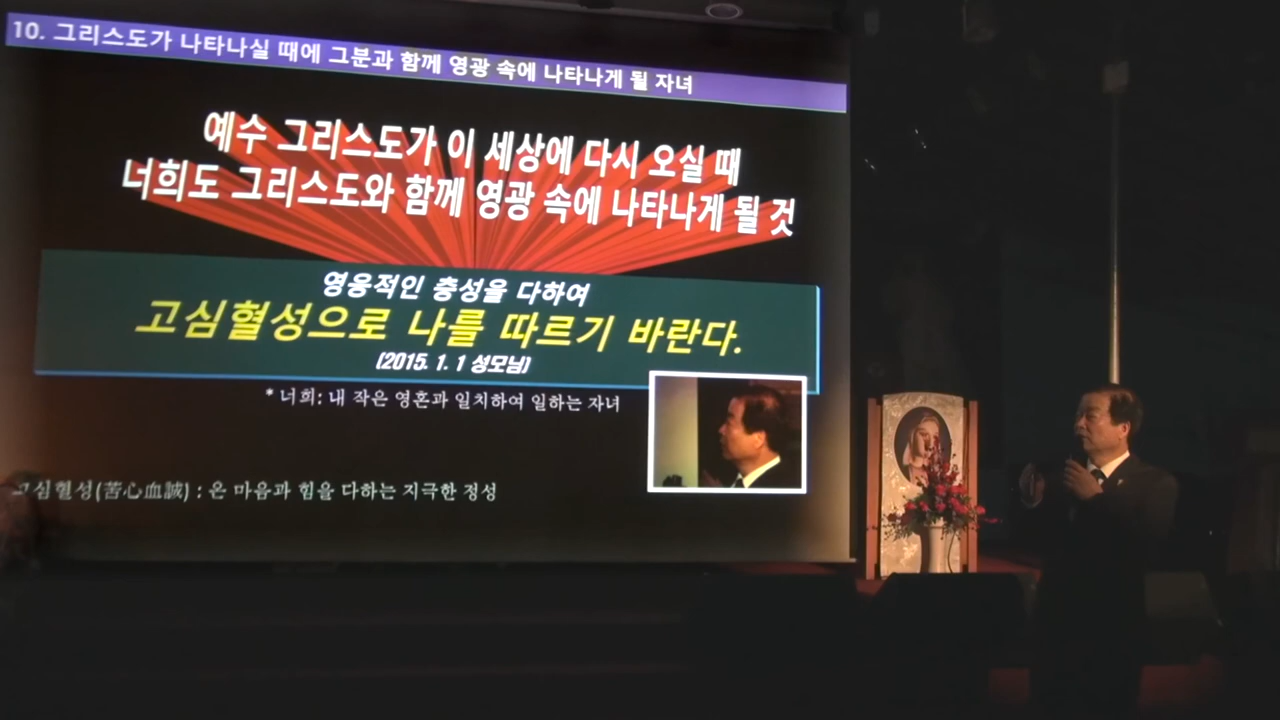 10. 그리스도가 나타나실 때에 그분과 함께 영광 속에 나타나게 될 자녀
예수 그리스도가 이 세상에 다시 오실 때
너희도 그리스도와 함께 영광 속에 나타나게 될 것
영웅적인 충성을 다하여
고심혈성으로 나를 따르기 바란다.
(2015. 1. 1 성모님)
* 너희: 내 작은 영혼과 일치하여 일하는 자녀
고심혈성(苦心血誠) : 온 마음과 힘을 다하는 지극한 정성